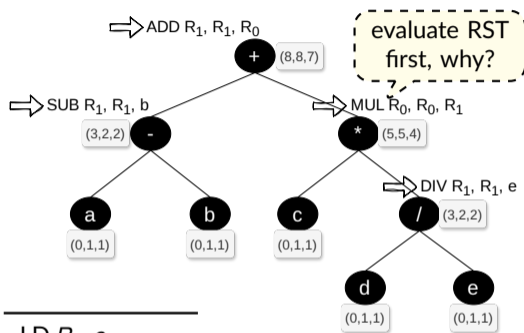 ADD R₁, R₁, R₀
evaluate RST
first, why?
+ (8,8,7)
SUB R₁, R₁, b
MUL R₀, R₀, R₁
(3,2,2) -
* (5,5,4)
DIV R₁, R₁, e
a b c / (3,2,2)
(0,1,1) (0,1,1) (0,1,1)
d e
(0,1,1) (0,1,1)